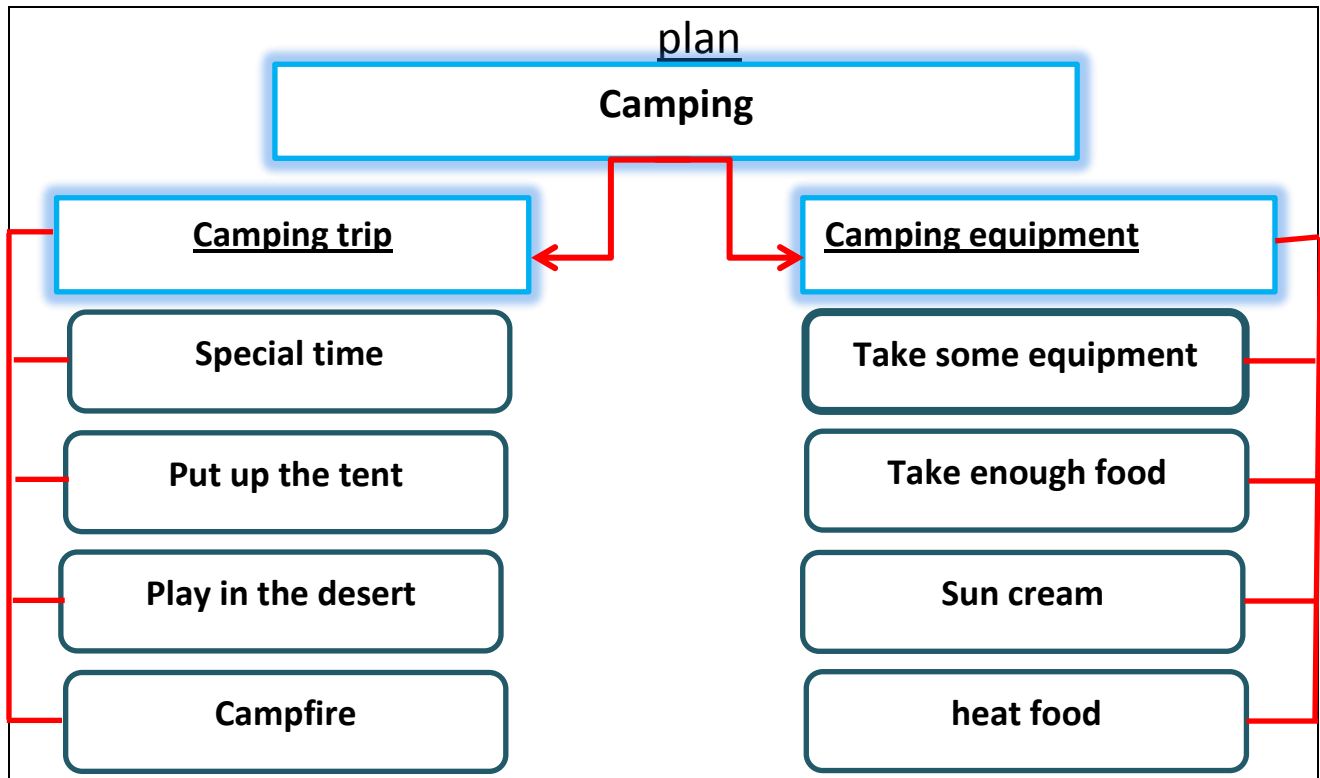 plan
Camping
Camping trip
Special time
Put up the tent
Play in the desert
Campfire
Camping equipment
Take some equipment
Take enough food
Sun cream
heat food